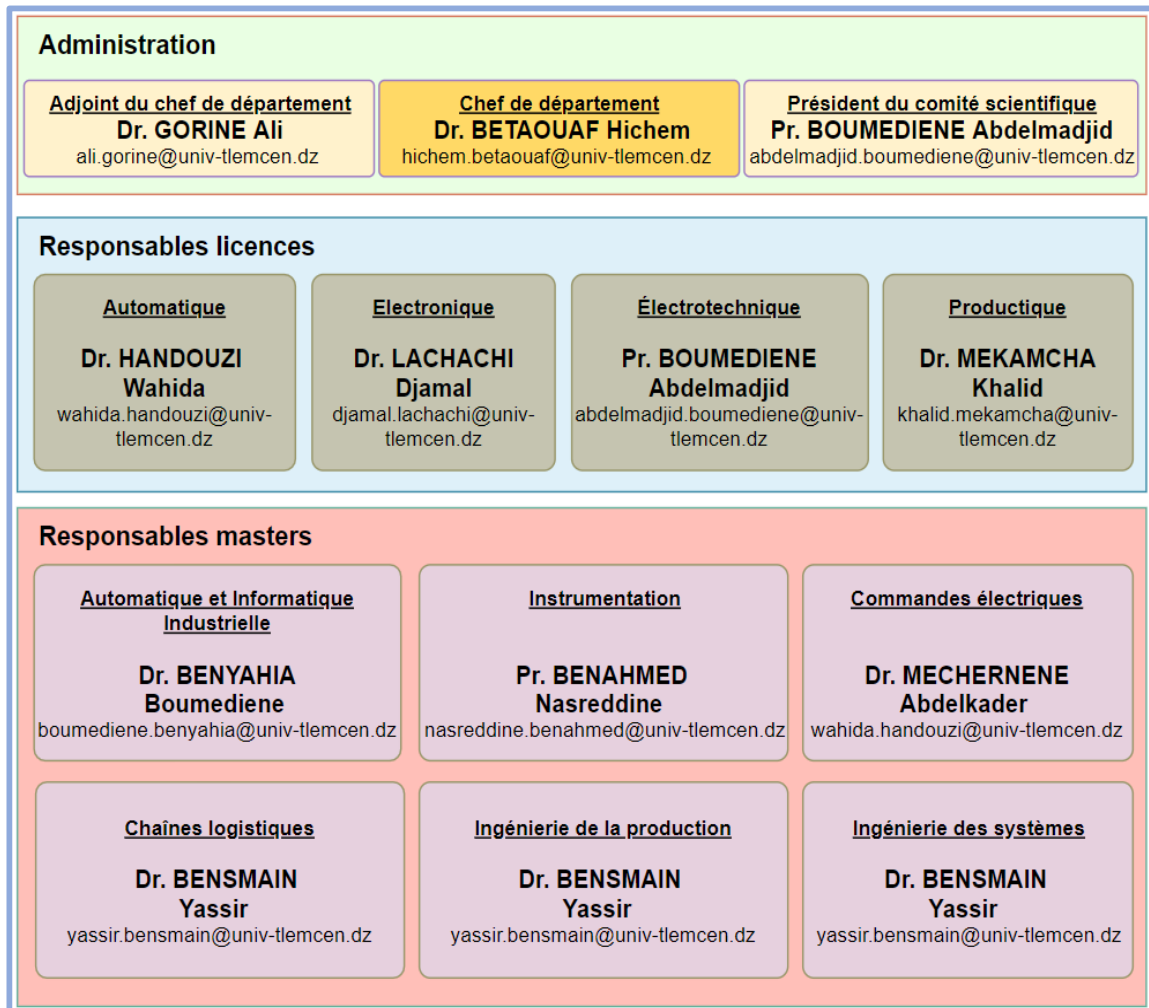 Administration
Adjoint du chef de département
Dr. GORINE Ali
ali.gorine@univ-tlemcen.dz
Chef de département
Dr. BETAOUAF Hichem
hichem.betaouaf@univ-tlemcen.dz
Président du comité scientifique
Pr. BOUMEDIENE Abdelmadjid
abdelmadjid.boumediene@univ-tlemcen.dz
Responsables licences
Automatique
Dr. HANDOUZI
Wahida
wahida.handouzi@univ-
tlemcen.dz
Electronique
Dr. LACHACHI
Djamal
djamal.lachachi@univ-
tlemcen.dz
Électrotechnique
Pr. BOUMEDIENE
Abdelmadjid
abdelmadjid.boumediene@univ-
tlemcen.dz
Productique
Dr. MEKAMCHA
Khalid
khalid.mekamcha@univ-
tlemcen.dz
Responsables masters
Automatique et Informatique
Industrielle
Dr. BENYAHIA
Boumediene
boumediene.benyahia@univ-tlemcen.dz
Instrumentation
Pr. BENAHMED
Nasreddine
nasreddine.benahmed@univ-tlemcen.dz
Commandes électriques
Dr. MECHERNENE
Abdelkader
wahida.handouzi@univ-tlemcen.dz
Chaînes logistiques
Dr. BENSMAIN
Yassir
yassir.bensmain@univ-tlemcen.dz
Ingénierie de la production
Dr. BENSMAIN
Yassir
yassir.bensmain@univ-tlemcen.dz
Ingénierie des systèmes
Dr. BENSMAIN
Yassir
yassir.bensmain@univ-tlemcen.dz